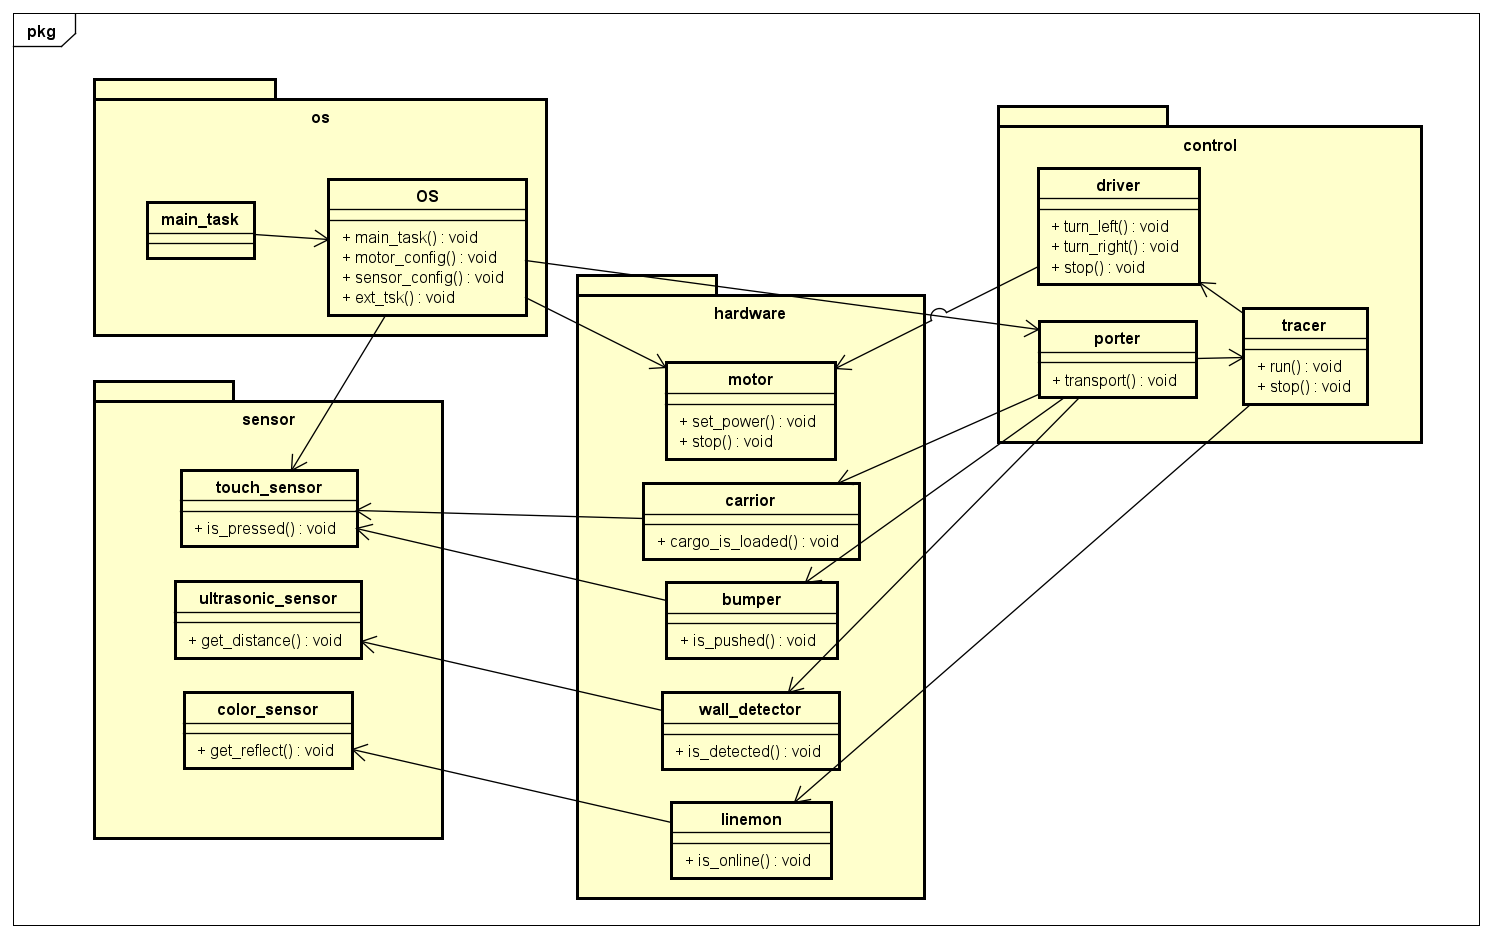 pkg
os
main_task
OS
+ main_task() : void
+ motor_config() : void
+ sensor_config() : void
+ ext_tsk() : void
sensor
touch_sensor
+ is_pressed() : void
ultrasonic_sensor
+ get_distance() : void
color_sensor
+ get_reflect() : void
hardware
motor
+ set_power() : void
+ stop() : void
carrior
+ cargo_is_loaded() : void
bumper
+ is_pushed() : void
wall_detector
+ is_detected() : void
linemon
+ is_online() : void
control
driver
+ turn_left() : void
+ turn_right() : void
+ stop() : void
porter
+ transport() : void
tracer
+ run() : void
+ stop() : void